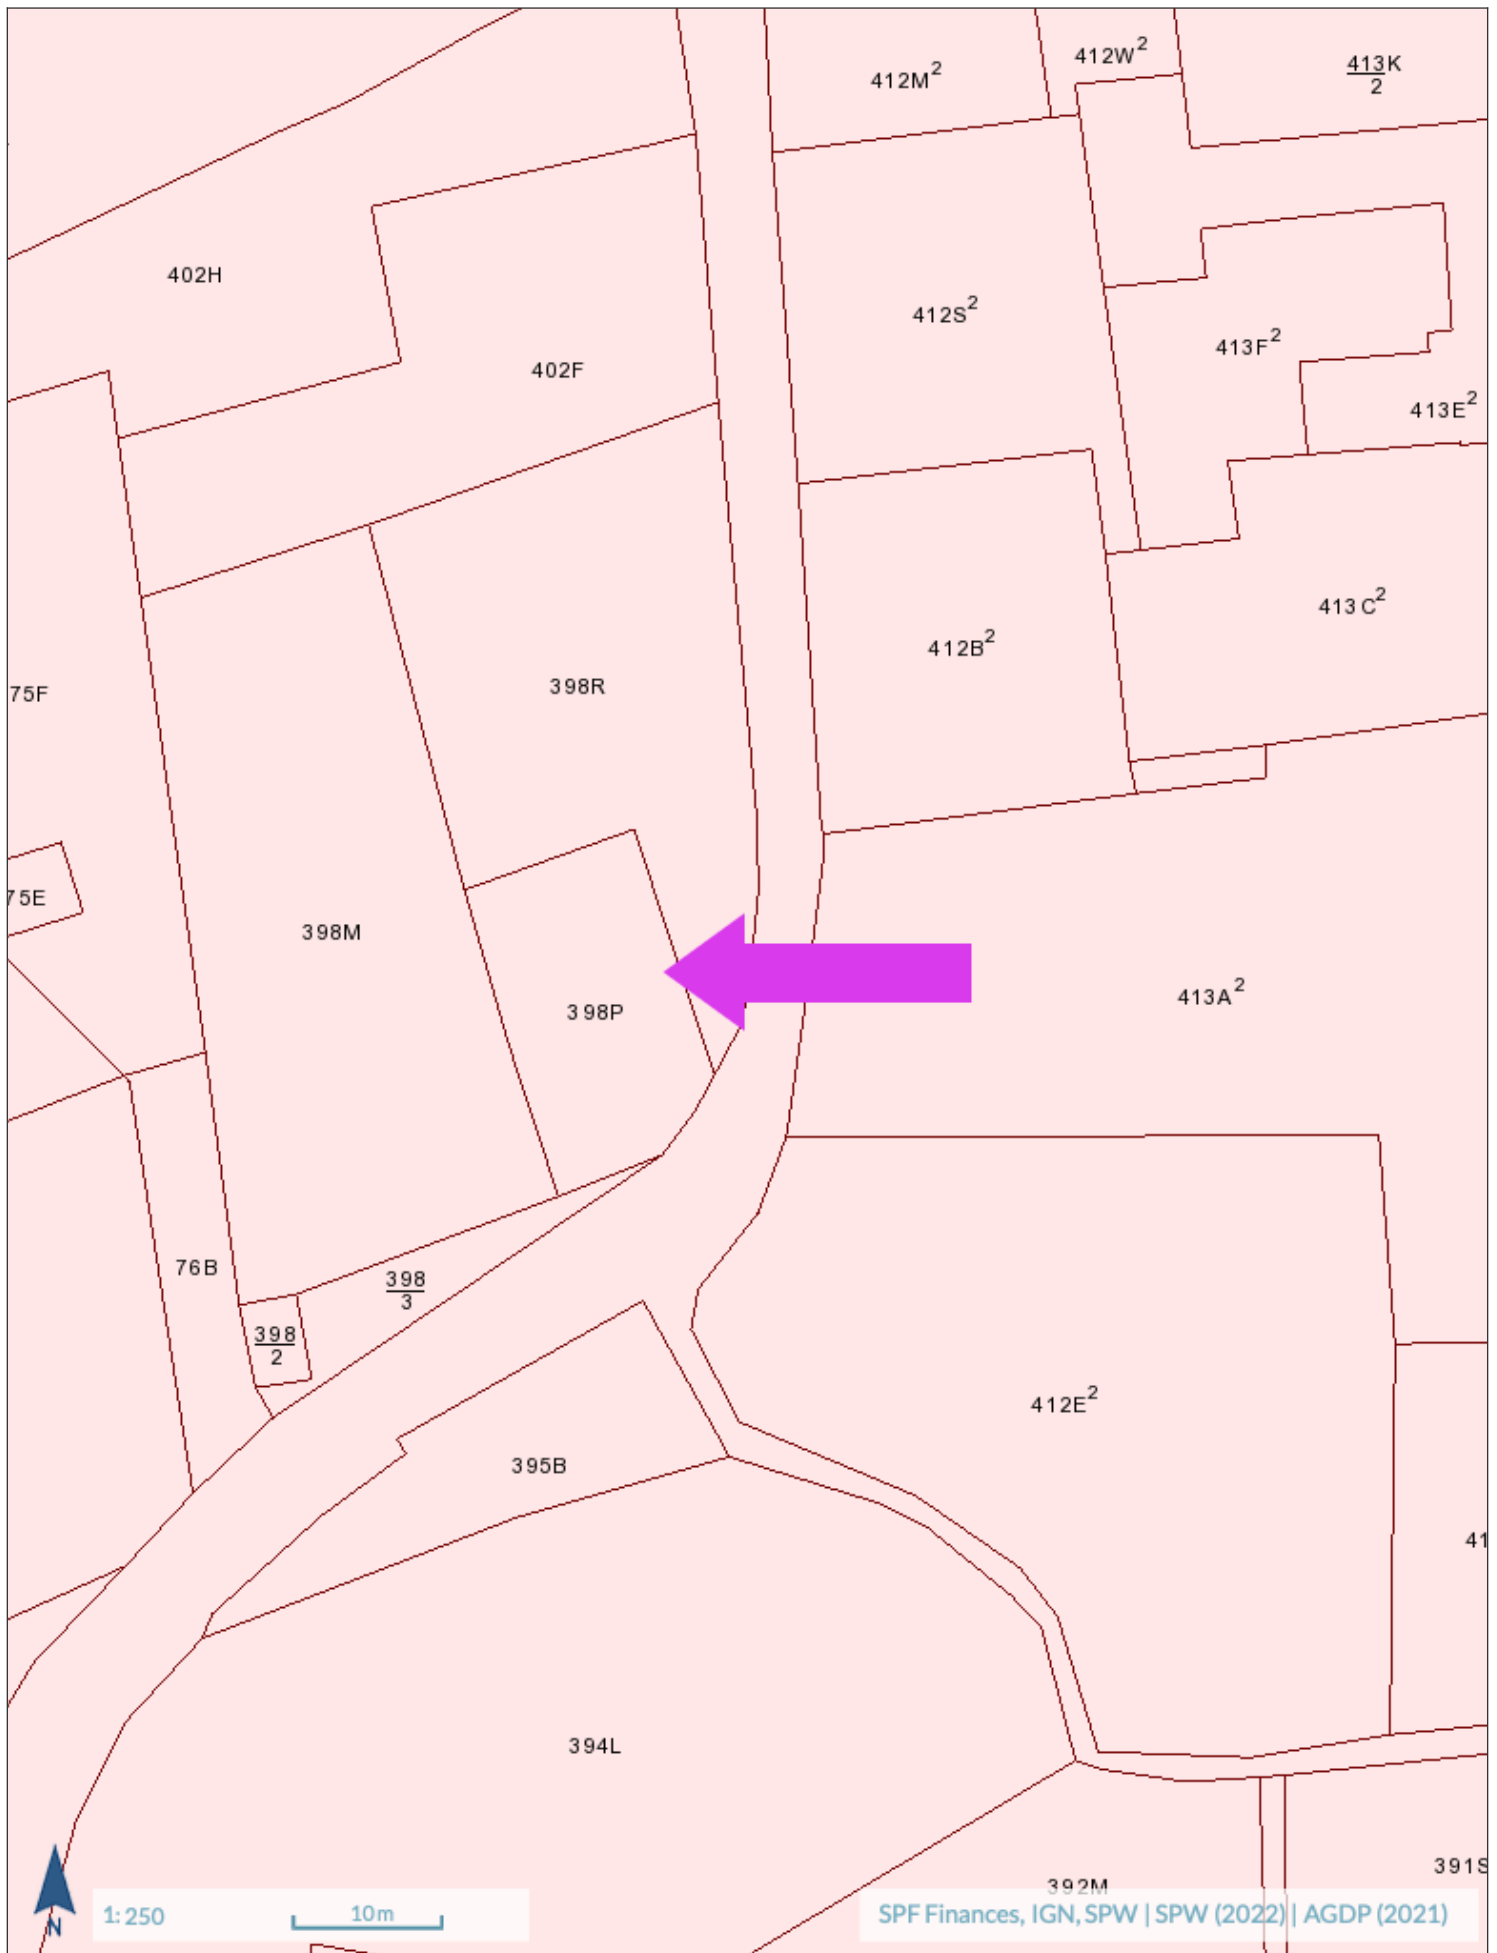 412W²
413K
2
412M²
402H
412S²
413F²
402F
413E²
413C²
412B²
398R
75F
75E
398M
413A²
398P
76B
398
3
398
2
412E²
395B
41
394L
391S
392M
N
1:250
10m
SPF Finances, IGN, SPW | SPW (2022) | AGDP (2021)